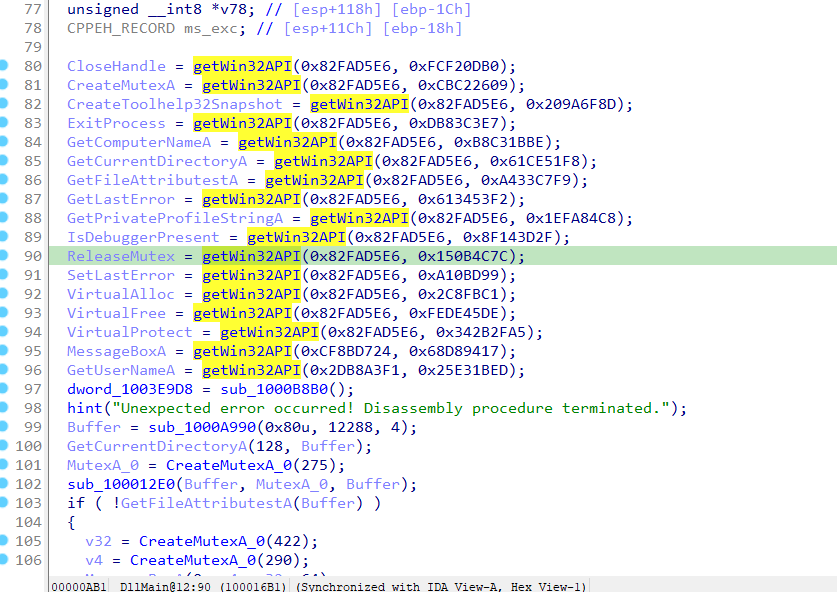 77 unsigned __int8 *v78; // [esp+118h] [ebp-1Ch]
78 CPPEH_RECORD ms_exc; // [esp+11Ch] [ebp-18h]
79
80 CloseHandle = getWin32API(0x82FAD5E6, 0xFCF20DB0);
81 CreateMutexA = getWin32API(0x82FAD5E6, 0xCBC22609);
82 CreateToolhelp32Snapshot = getWin32API(0x82FAD5E6, 0x209A6F8D);
83 ExitProcess = getWin32API(0x82FAD5E6, 0xDB83C3E7);
84 GetComputerNameA = getWin32API(0x82FAD5E6, 0xB8C31BBE);
85 GetCurrentDirectoryA = getWin32API(0x82FAD5E6, 0x61CE51F8);
86 GetFileAttributestA = getWin32API(0x82FAD5E6, 0xA433C7F9);
87 GetLastError = getWin32API(0x82FAD5E6, 0x613453F2);
88 GetPrivateProfileStringA = getWin32API(0x82FAD5E6, 0x1EFA84C8);
89 IsDebuggerPresent = getWin32API(0x82FAD5E6, 0x8F143D2F);
90 ReleaseMutex = getWin32API(0x82FAD5E6, 0x150B4C7C);
91 SetLastError = getWin32API(0x82FAD5E6, 0xA10BD99);
92 VirtualAlloc = getWin32API(0x82FAD5E6, 0x2C8FBC1);
93 VirtualFree = getWin32API(0x82FAD5E6, 0xFEDE45DE);
94 VirtualProtect = getWin32API(0x82FAD5E6, 0x342B2FA5);
95 MessageBoxA = getWin32API(0xCF8BD724, 0x68D89417);
96 GetUserNameA = getWin32API(0x2DB8A3F1, 0x25E31BED);
97 dword_1003E9D8 = sub_1000B8B0();
98 hint("Unexpected error occurred! Disassembly procedure terminated.");
99 Buffer = sub_1000A990(0x80u, 12288, 4);
100 GetCurrentDirectoryA(128, Buffer);
101 MutexA_0 = CreateMutexA_0(275);
102 sub_100012E0(Buffer, MutexA_0, Buffer);
103 if ( !GetFileAttributestA(Buffer) )
104 {
105 v32 = CreateMutexA_0(422);
106 v4 = CreateMutexA_0(290);
00000AB1 DllMain@12:90 (100016B1) (Synchronized with IDA View-A, Hex View-1)